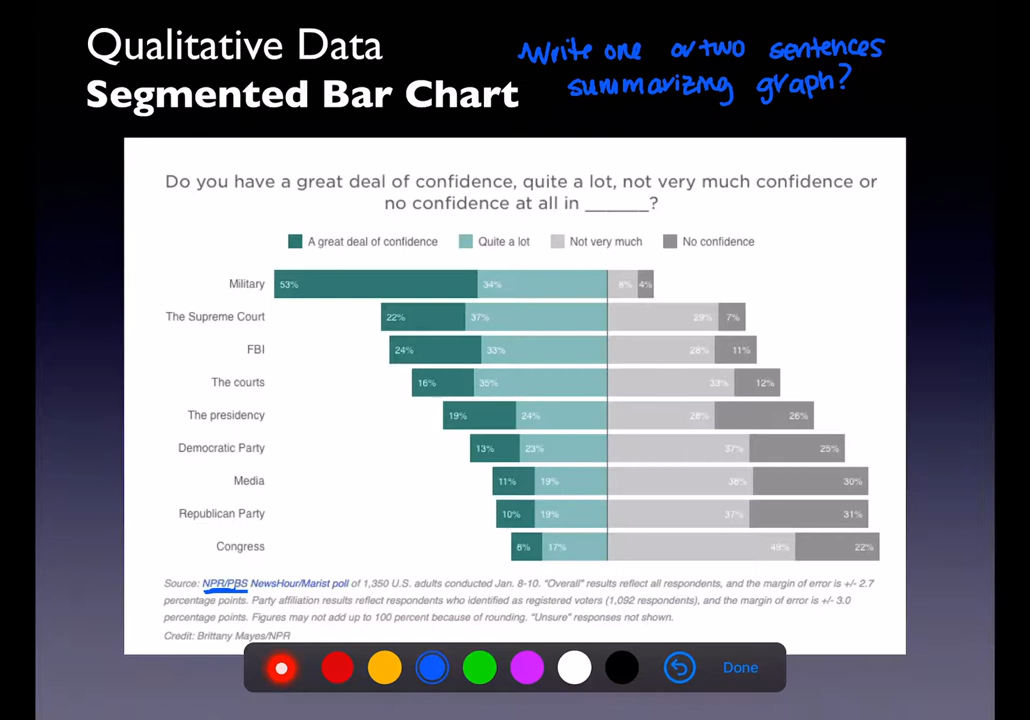 Qualitative Data
Segmented Bar Chart
Write one or two sentences
summarizing graph?
Do you have a great deal of confidence, quite a lot, not very much confidence or
no confidence at all in ______?
A great deal of confidence Quite a lot Not very much No confidence
Military 53% 34% 8% 4%
The Supreme Court 22% 37% 29% 7%
FBI 24% 33% 28% 11%
The courts 16% 35% 33% 12%
The presidency 19% 24% 28% 26%
Democratic Party 13% 23% 37% 25%
Media 11% 19% 38% 30%
Republican Party 10% 19% 37% 31%
Congress 8% 17% 49% 22%
Source: NPR/PBS NewsHour/Marist poll of 1,350 U.S. adults conducted Jan. 8-10. “Overall” results reflect all respondents, and the margin of error is +/- 2.7
percentage points. Party affiliation results reflect respondents who identified as registered voters (1,092 respondents), and the margin of error is +/- 3.0
percentage points. Figures may not add up to 100 percent because of rounding. “Unsure” responses not shown.
Credit: Brittany Mayes/NPR
Done